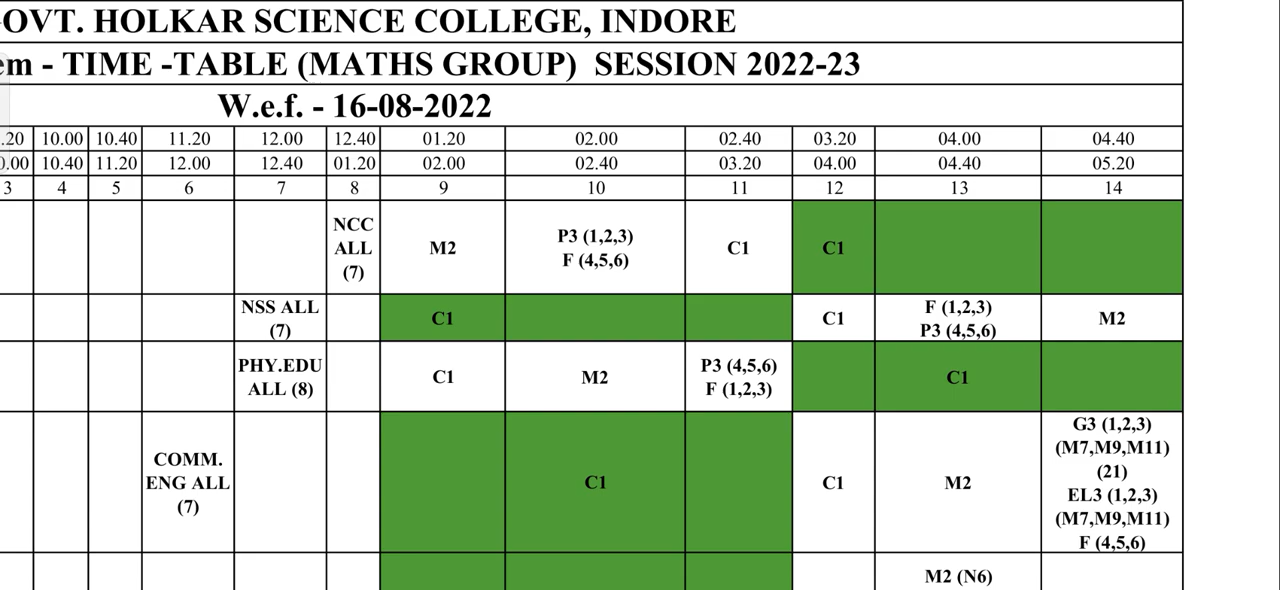 OVT. HOLKAR SCIENCE COLLEGE, INDORE
em - TIME -TABLE (MATHS GROUP) SESSION 2022-23
W.e.f. - 16-08-2022
.20 10.00 10.40 11.20 12.00 12.40 01.20 02.00 02.40 03.20 04.00 04.40
0.00 10.40 11.20 12.00 12.40 01.20 02.00 02.40 03.20 04.00 04.40 05.20
3 4 5 6 7 8 9 10 11 12 13 14
NCC
ALL
(7)
M2
P3 (1,2,3)
F (4,5,6)
C1
C1
NSS ALL
(7)
C1
C1
F (1,2,3)
P3 (4,5,6)
M2
PHY.EDU
ALL (8)
C1
M2
P3 (4,5,6)
F (1,2,3)
C1
COMM.
ENG ALL
(7)
C1
C1
M2
G3 (1,2,3)
(M7,M9,M11)
(21)
EL3 (1,2,3)
(M7,M9,M11)
F (4,5,6)
M2 (N6)